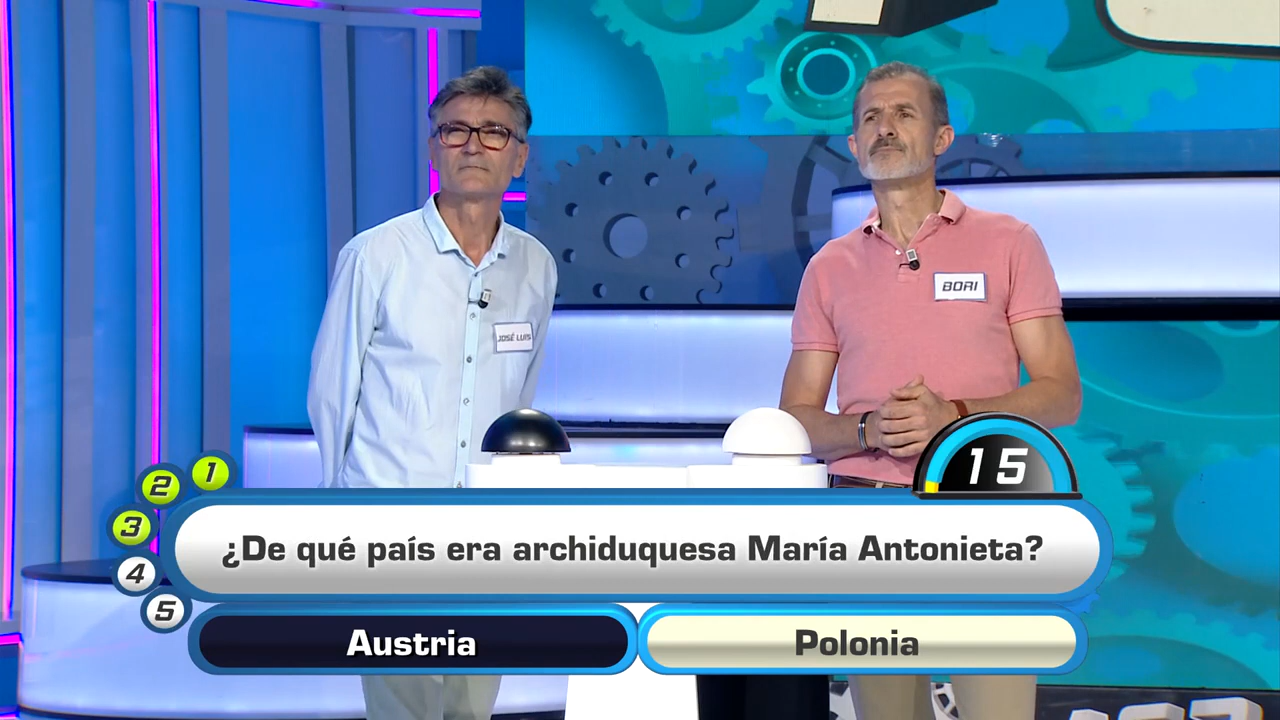 JOSÉ LUIS
BORI
15
1
2
3
4
5
¿De qué país era archiduquesa María Antonieta?
Austria
Polonia